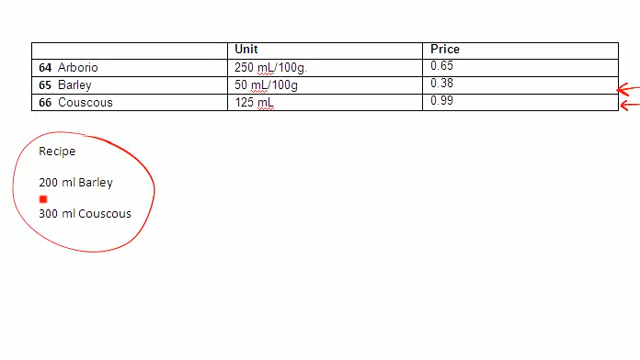 Unit Price
64 Arborio 250 mL/100g. 0.65
65 Barley 50 mL/100g 0.38
66 Couscous 125 mL 0.99
Recipe
200 ml Barley
300 ml Couscous